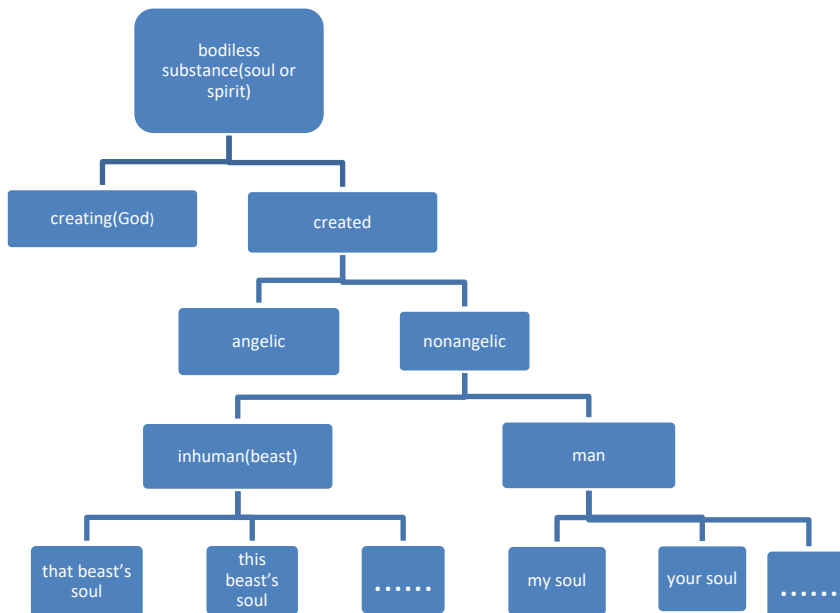 bodiless
substance(soul or
spirit)
creating(God)
created
angelic
nonangelic
inhuman(beast)
man
that beast's
soul
this
beast's
soul
......
my soul
your soul
......